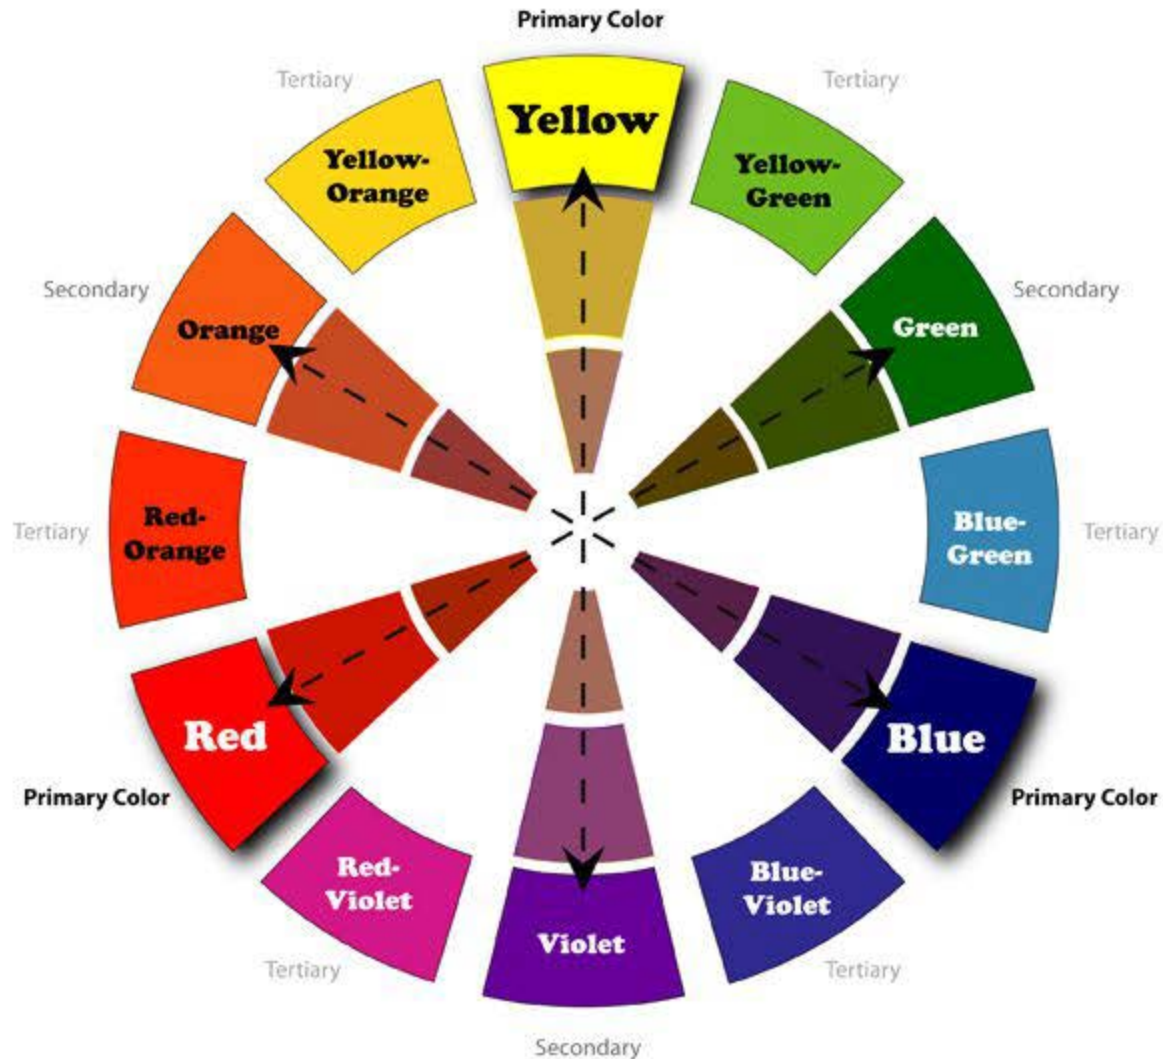 Primary Color
Tertiary
Tertiary
Yellow
Yellow-
Orange
Yellow-
Green
Secondary
Secondary
Orange
Green
Tertiary
Red-
Orange
Blue-
Green
Tertiary
Red
Blue
Primary Color
Primary Color
Red-
Violet
Blue-
Violet
Violet
Tertiary
Tertiary
Secondary